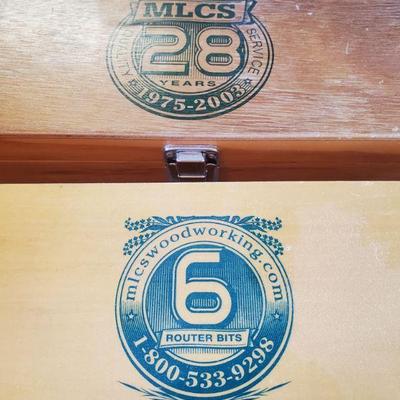 MLCS
QUALITY 28 SERVICE
YEARS
1975-2003
mlcswoodworking.com
6
ROUTER BITS
1-800-533-9298